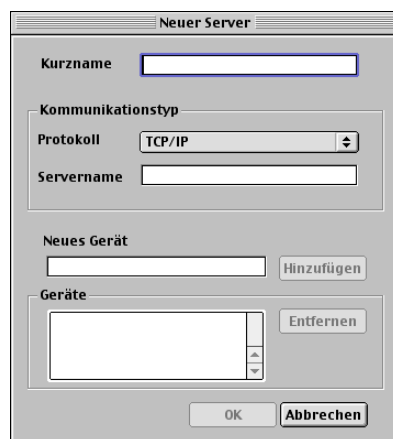 Neuer Server
Kurzname
Kommunikationstyp
Protokoll TCP/IP
Servername
Neues Gerät
Hinzufügen
Geräte
Entfernen
OK Abbrechen